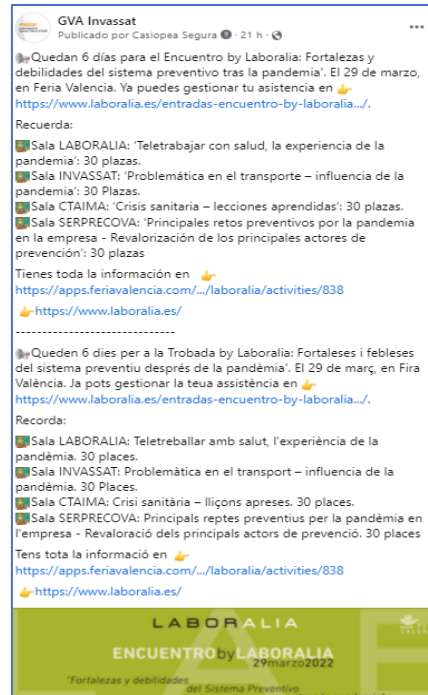 GVA Invassat
Publicado por Casiopea Segura · 21 h ·
Quedan 6 días para el Encuentro by Laboralia: Fortalezas y
debilidades del sistema preventivo tras la pandemia'. El 29 de marzo,
en Feria Valencia. Ya puedes gestionar tu asistencia en 👉
https://www.laboralia.es/entradas-encuentro-by-laboralia.../.
Recuerda:
Sala LABORALIA: 'Teletrabajar con salud, la experiencia de la
pandemia': 30 plazas.
Sala INVASSAT: 'Problemática en el transporte – influencia de la
pandemia': 30 Plazas.
Sala CTAIMA: 'Crisis sanitaria – lecciones aprendidas': 30 plazas.
Sala SERPRECOVA: 'Principales retos preventivos por la pandemia
en la empresa - Revalorización de los principales actores de
prevención': 30 plazas
Tienes toda la información en 👉
https://apps.feriavalencia.com/.../laboralia/activities/838
👉https://www.laboralia.es/
------------------------------
Queden 6 dies per a la Trobada by Laboralia: Fortaleses i febleses
del sistema preventiu després de la pandèmia'. El 29 de març, en Fira
València. Ja pots gestionar la teua assistència en 👉
https://www.laboralia.es/entradas-encuentro-by-laboralia.../.
Recorda:
Sala LABORALIA: Teletreballar amb salut, l'experiència de la
pandèmia. 30 places.
Sala INVASSAT: Problemàtica en el transport – influencia de la
pandèmia. 30 Places.
Sala CTAIMA: Crisi sanitària – lliçons apreses. 30 places.
Sala SERPRECOVA: Principals reptes preventius per la pandèmia en
l'empresa - Revaloració dels principals actors de prevenció. 30 places
Tens tota la informació en 👉
https://apps.feriavalencia.com/.../laboralia/activities/838
👉https://www.laboralia.es/
LABORALIA
ENCUENTRO by LABORALIA
29marzo2022
"Fortalezas y debilidades
del Sistema Preventivo